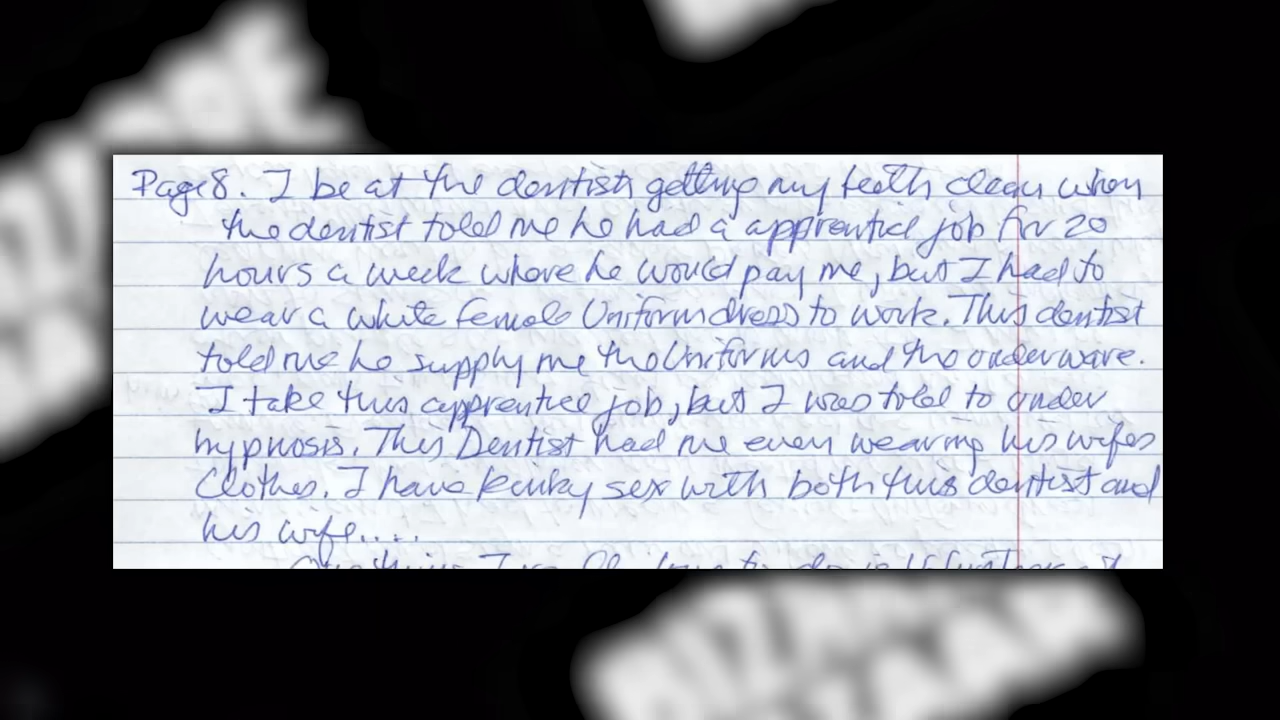 Page 8. I be at the dentist getting my teeth clean when
the dentist told me he had a apprentice job for 20
hours a week where he would pay me, but I had to
wear a white female Uniform dress to work. This dentist
told me he supply me the Uniforms and the underware.
I take this apprentice job, but I was told to under
hypnosis. This Dentist had me even wearing his wifes
Clothes. I have kinky sex with both this dentist and
his wife....